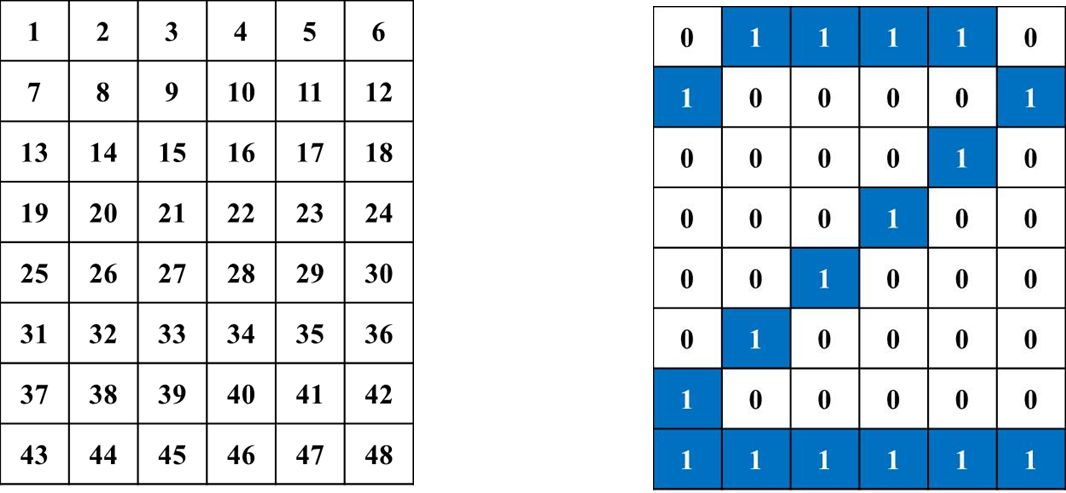 1 2 3 4 5 6
7 8 9 10 11 12
13 14 15 16 17 18
19 20 21 22 23 24
25 26 27 28 29 30
31 32 33 34 35 36
37 38 39 40 41 42
43 44 45 46 47 48
0 1 1 1 1 0
1 0 0 0 0 1
0 0 0 0 1 0
0 0 0 1 0 0
0 0 1 0 0 0
0 1 0 0 0 0
1 0 0 0 0 0
1 1 1 1 1 1